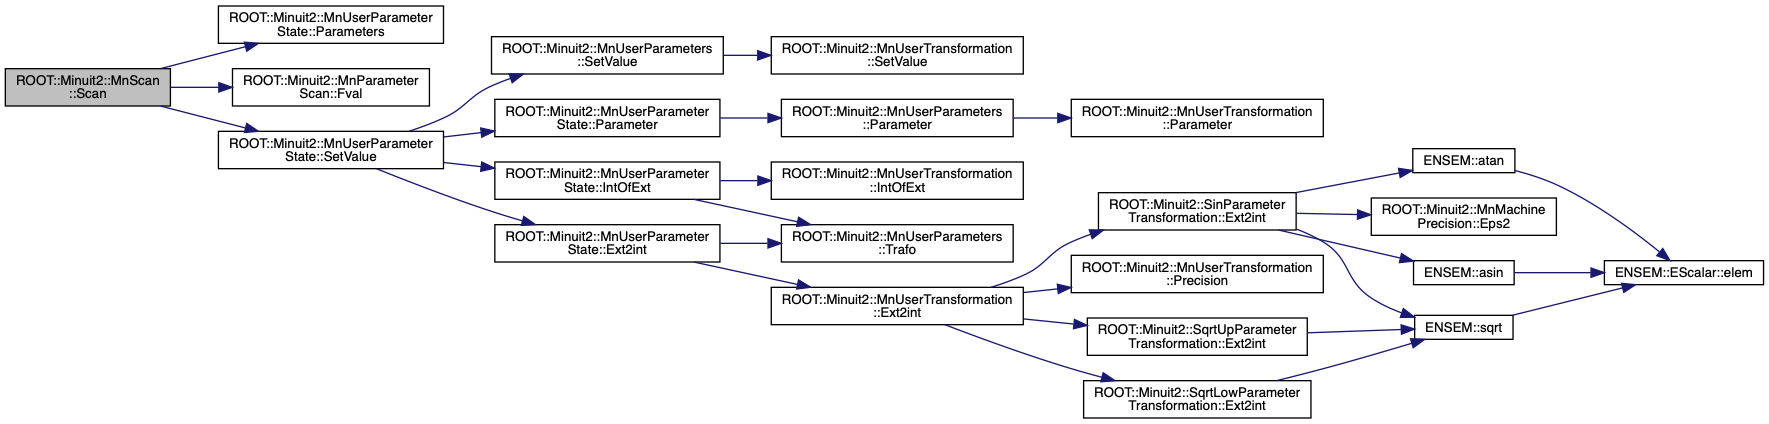 ROOT::Minuit2::MnScan
::Scan
ROOT::Minuit2::MnUserParameter
State::Parameters
ROOT::Minuit2::MnParameter
Scan::Fval
ROOT::Minuit2::MnUserParameter
State::SetValue
ROOT::Minuit2::MnUserParameters
::SetValue
ROOT::Minuit2::MnUserParameter
State::Parameter
ROOT::Minuit2::MnUserParameter
State::IntOfExt
ROOT::Minuit2::MnUserParameter
State::Ext2int
ROOT::Minuit2::MnUserTransformation
::SetValue
ROOT::Minuit2::MnUserParameters
::Parameter
ROOT::Minuit2::MnUserTransformation
::IntOfExt
ROOT::Minuit2::MnUserParameters
::Trafo
ROOT::Minuit2::MnUserTransformation
::Ext2int
ROOT::Minuit2::MnUserTransformation
::Parameter
ROOT::Minuit2::SinParameter
Transformation::Ext2int
ROOT::Minuit2::MnUserTransformation
::Precision
ROOT::Minuit2::SqrtUpParameter
Transformation::Ext2int
ROOT::Minuit2::SqrtLowParameter
Transformation::Ext2int
ENSEM::atan
ROOT::Minuit2::MnMachine
Precision::Eps2
ENSEM::asin
ENSEM::sqrt
ENSEM::EScalar::elem